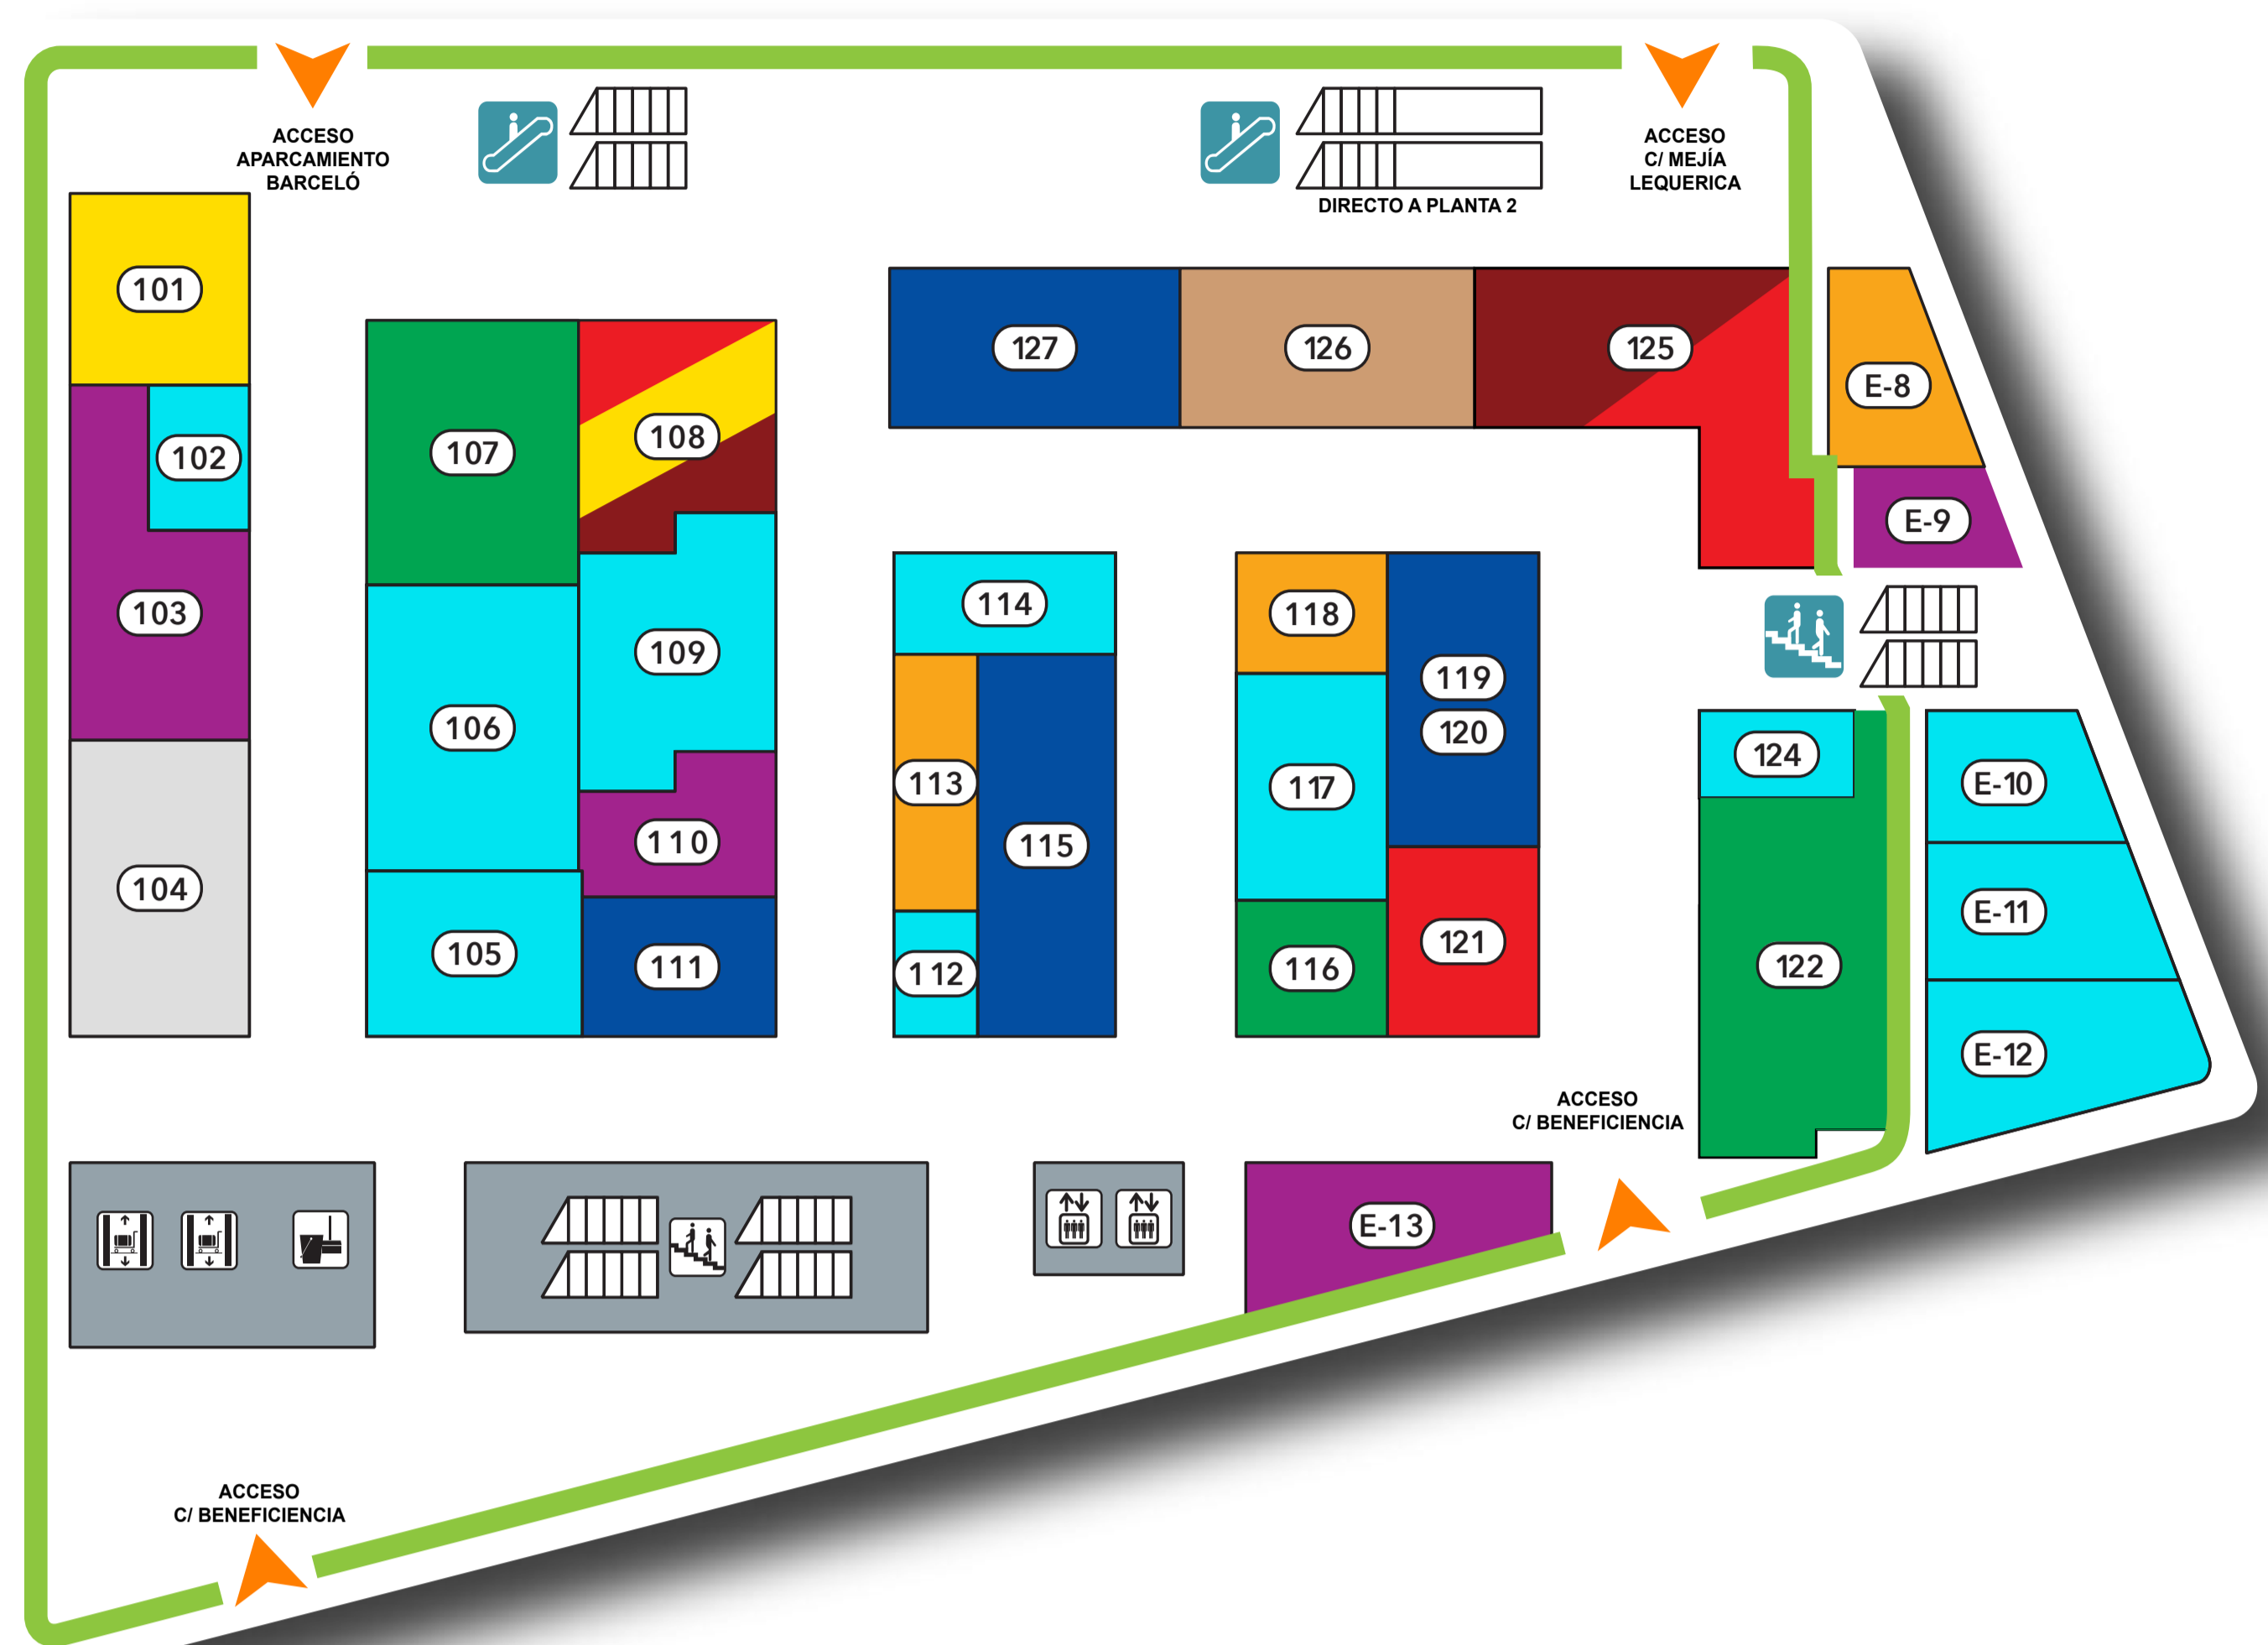 ACCESO
APARCAMIENTO
BARCELÓ
ACCESO
C/ MEJÍA
LEQUERICA
DIRECTO A PLANTA 2
101
102
103
104
107
108
106
109
110
105
111
127
126
125
E-8
E-9
114
113
115
112
118
119
120
117
116
121
124
122
E-10
E-11
E-12
ACCESO
C/ BENEFICIENCIA
E-13
ACCESO
C/ BENEFICIENCIA